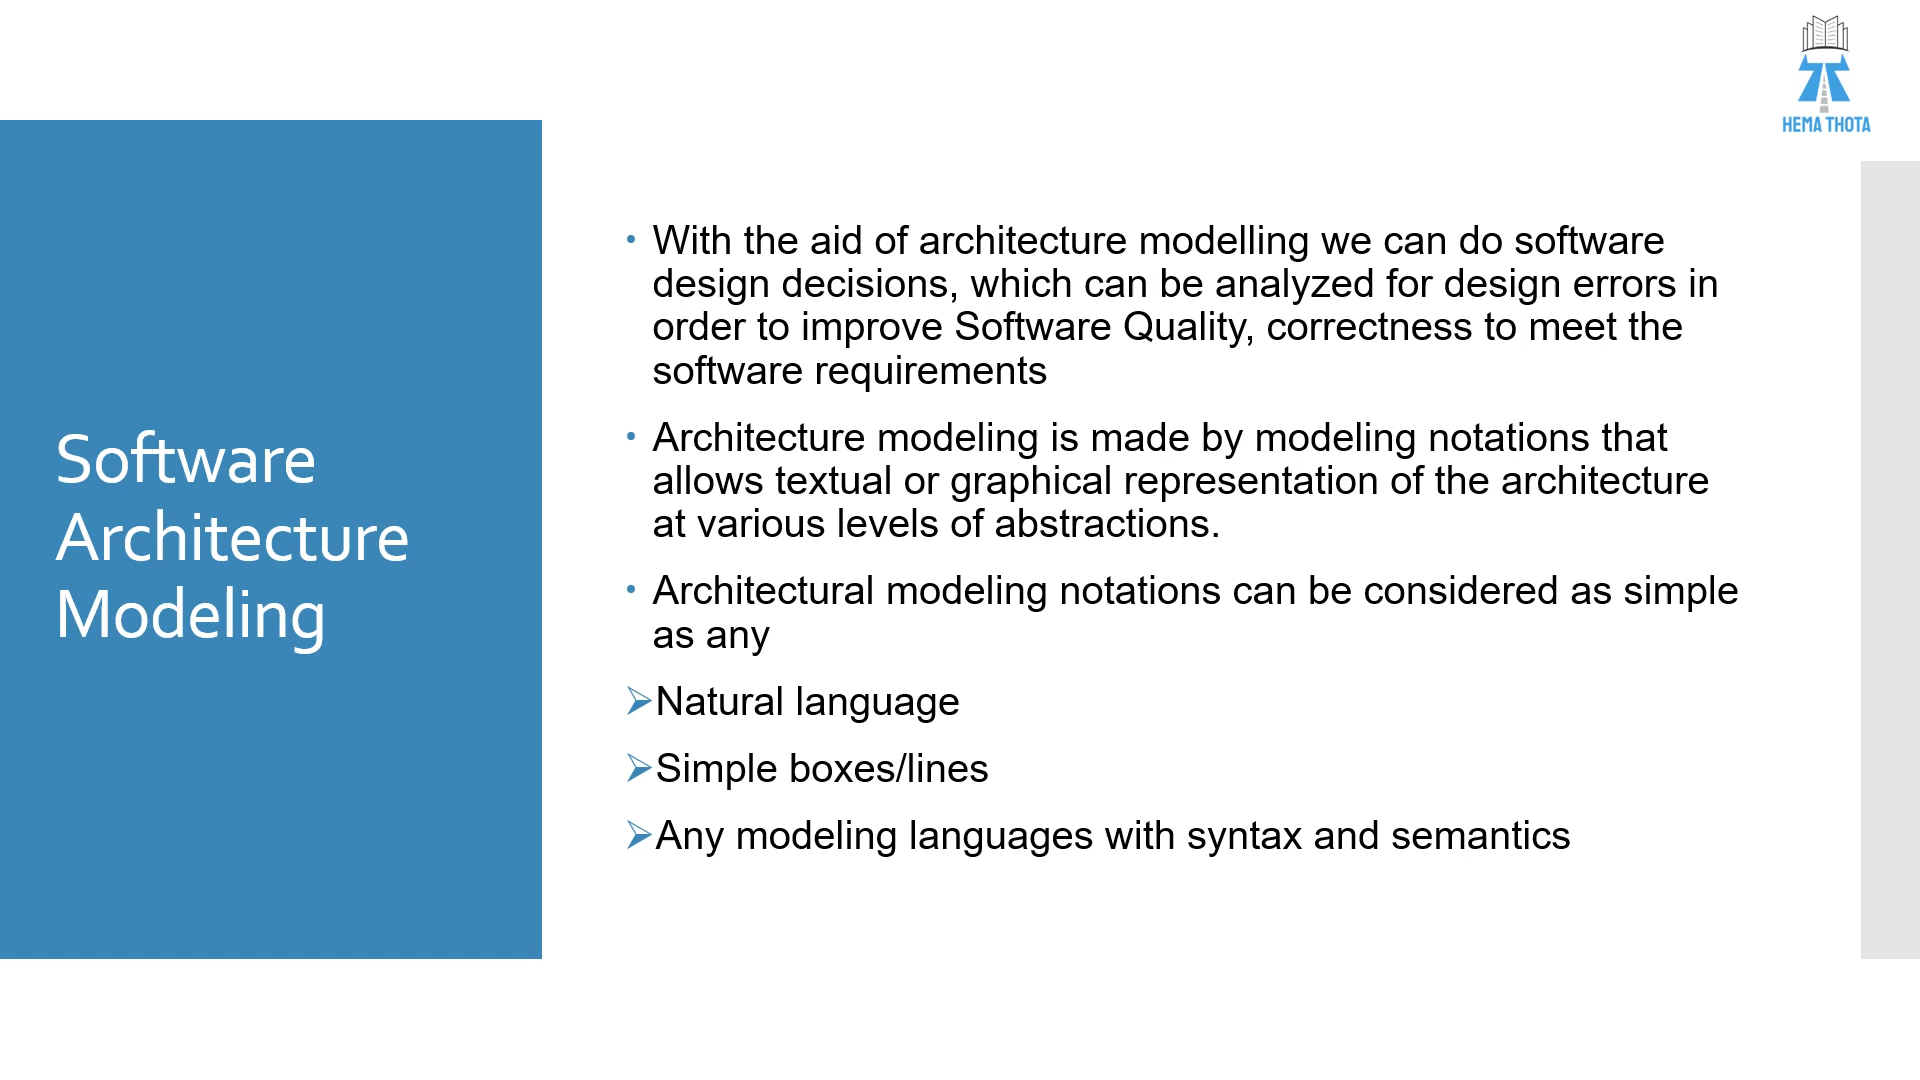 HEMA THOTA
Software
Architecture
Modeling
• With the aid of architecture modelling we can do software
design decisions, which can be analyzed for design errors in
order to improve Software Quality, correctness to meet the
software requirements
• Architecture modeling is made by modeling notations that
allows textual or graphical representation of the architecture
at various levels of abstractions.
• Architectural modeling notations can be considered as simple
as any
➢Natural language
➢Simple boxes/lines
➢Any modeling languages with syntax and semantics